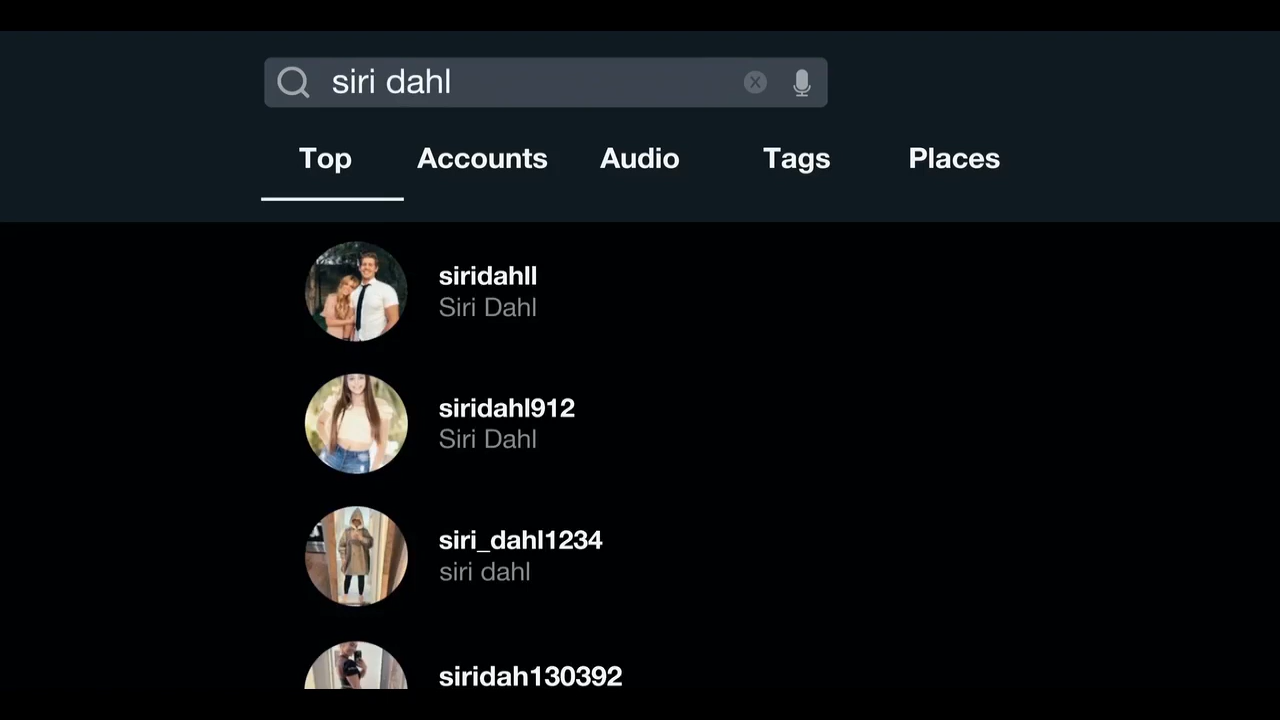 siri dahl
Top Accounts Audio Tags Places
siridahll
Siri Dahl
siridahl912
Siri Dahl
siri_dahl1234
siri dahl
siridah130392